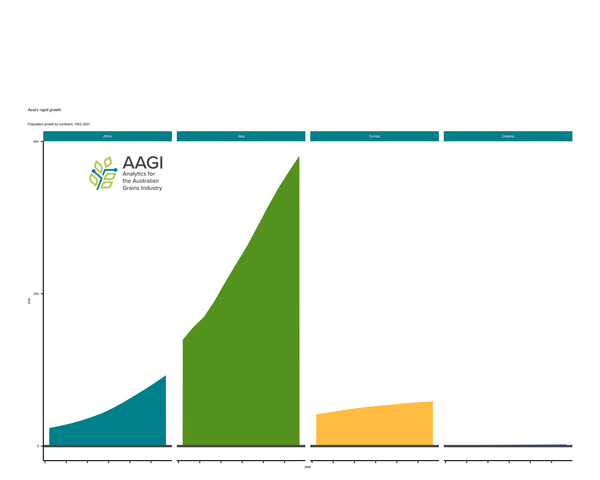 Asia's rapid growth
Population growth by continent, 1952-2007
Africa
Asia
Europe
Oceania
AAGI
Analytics for
the Australian
Grains Industry
4bn
2bn
0
year